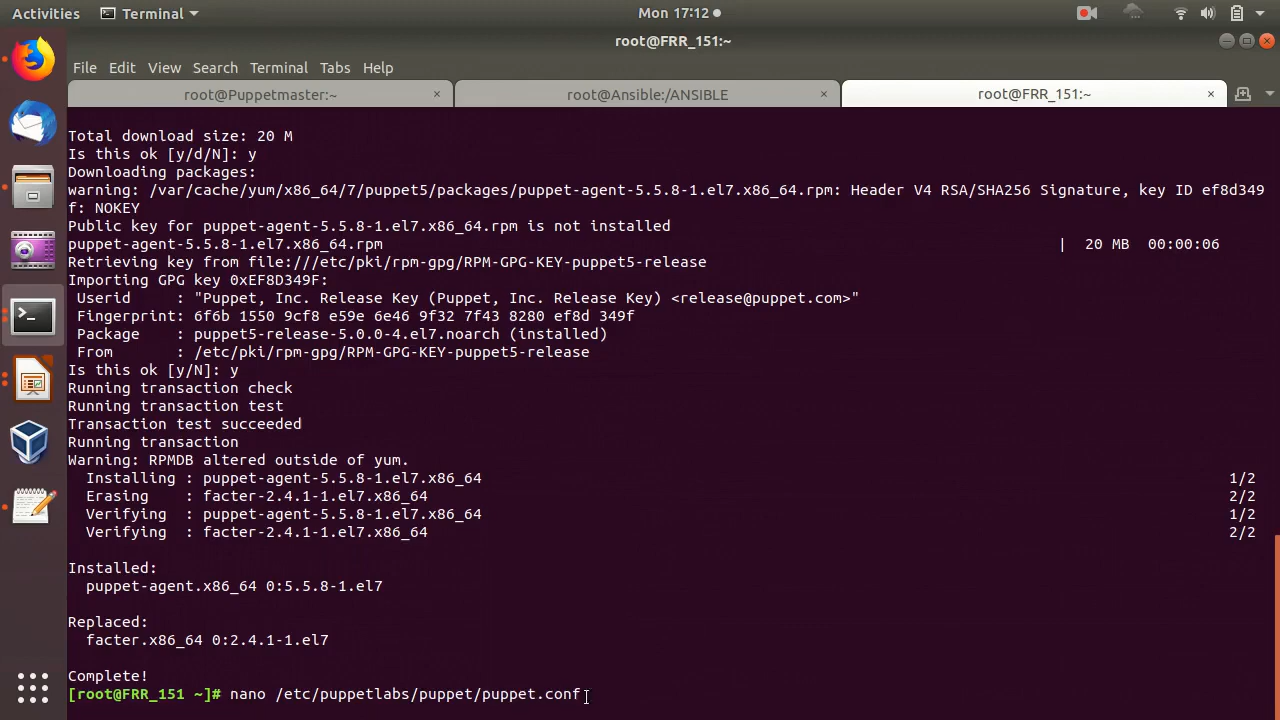 Activities Terminal Mon 17:12
root@FRR_151:~
File Edit View Search Terminal Tabs Help
root@Puppetmaster:~ × root@Ansible:/ANSIBLE × root@FRR_151:~ ×
Total download size: 20 M
Is this ok [y/d/N]: y
Downloading packages:
warning: /var/cache/yum/x86_64/7/puppet5/packages/puppet-agent-5.5.8-1.el7.x86_64.rpm: Header V4 RSA/SHA256 Signature, key ID ef8d349
f: NOKEY
Public key for puppet-agent-5.5.8-1.el7.x86_64.rpm is not installed
puppet-agent-5.5.8-1.el7.x86_64.rpm | 20 MB 00:00:06
Retrieving key from file:///etc/pki/rpm-gpg/RPM-GPG-KEY-puppet5-release
Importing GPG key 0xEF8D349F:
Userid : "Puppet, Inc. Release Key (Puppet, Inc. Release Key) <release@puppet.com>"
Fingerprint: 6f6b 1550 9cf8 e59e 6e46 9f32 7f43 8280 ef8d 349f
Package : puppet5-release-5.0.0-4.el7.noarch (installed)
From : /etc/pki/rpm-gpg/RPM-GPG-KEY-puppet5-release
Is this ok [y/N]: y
Running transaction check
Running transaction test
Transaction test succeeded
Running transaction
Warning: RPMDB altered outside of yum.
Installing : puppet-agent-5.5.8-1.el7.x86_64 1/2
Erasing : facter-2.4.1-1.el7.x86_64 2/2
Verifying : puppet-agent-5.5.8-1.el7.x86_64 1/2
Verifying : facter-2.4.1-1.el7.x86_64 2/2
Installed:
puppet-agent.x86_64 0:5.5.8-1.el7
Replaced:
facter.x86_64 0:2.4.1-1.el7
Complete!
[root@FRR_151 ~]# nano /etc/puppetlabs/puppet/puppet.conf